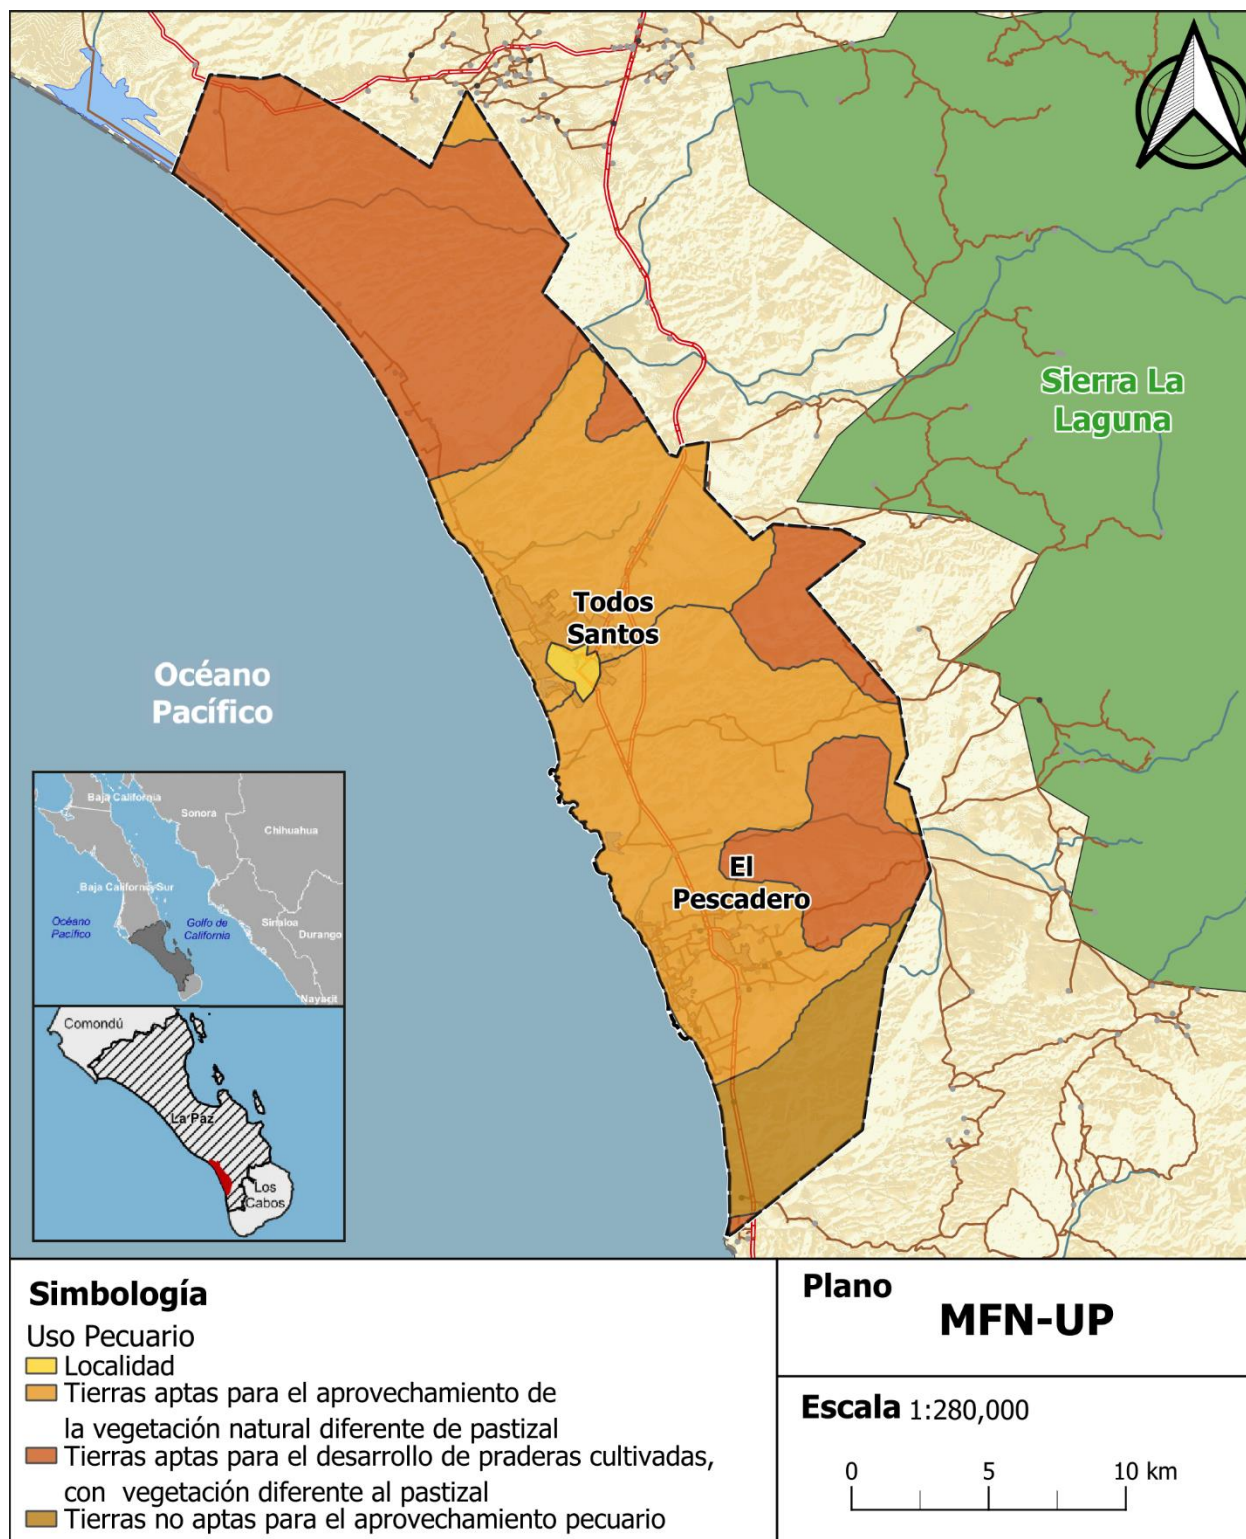 Sierra La
Laguna
Todos
Santos
Océano
Pacífico
El
Pescadero
Baja California
Sonora
Chihuahua
Baja California Sur
Océano
Pacífico
Golfo de
California
Sinaloa
Durango
Nayarit
Comondú
La Paz
Los
Cabos
Simbología
Uso Pecuario
Localidad
Tierras aptas para el aprovechamiento de
la vegetación natural diferente de pastizal
Tierras aptas para el desarrollo de praderas cultivadas,
con vegetación diferente al pastizal
Tierras no aptas para el aprovechamiento pecuario
Plano
MFN-UP
Escala 1:280,000
0 5 10 km